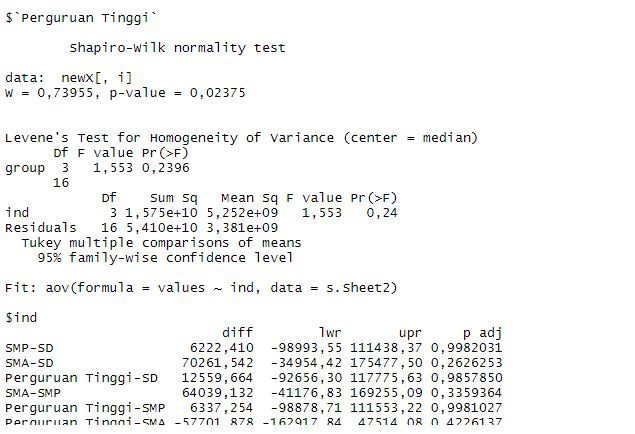 $`Perguruan Tinggi`
Shapiro-Wilk normality test
data: newX[, i]
W = 0,73955, p-value = 0,02375
Levene's Test for Homogeneity of Variance (center = median)
Df F value Pr(>F)
group 3 1,553 0,2396
16
Df Sum Sq Mean Sq F value Pr(>F)
ind 3 1,575e+10 5,252e+09 1,553 0,24
Residuals 16 5,410e+10 3,381e+09
Tukey multiple comparisons of means
95% family-wise confidence level
Fit: aov(formula = values ~ ind, data = s.Sheet2)
$ind
diff lwr upr p adj
SMP-SD 6222,410 -98993,55 111438,37 0,9982031
SMA-SD 70261,542 -34954,42 175477,50 0,2626253
Perguruan Tinggi-SD 12559,664 -92656,30 117775,63 0,9857850
SMA-SMP 64039,132 -41176,83 169255,09 0,3359364
Perguruan Tinggi-SMP 6337,254 -98878,71 111553,22 0,9981027
Perguruan Tinggi-SMA -57701,878 -162917,84 47514,08 0,4226137